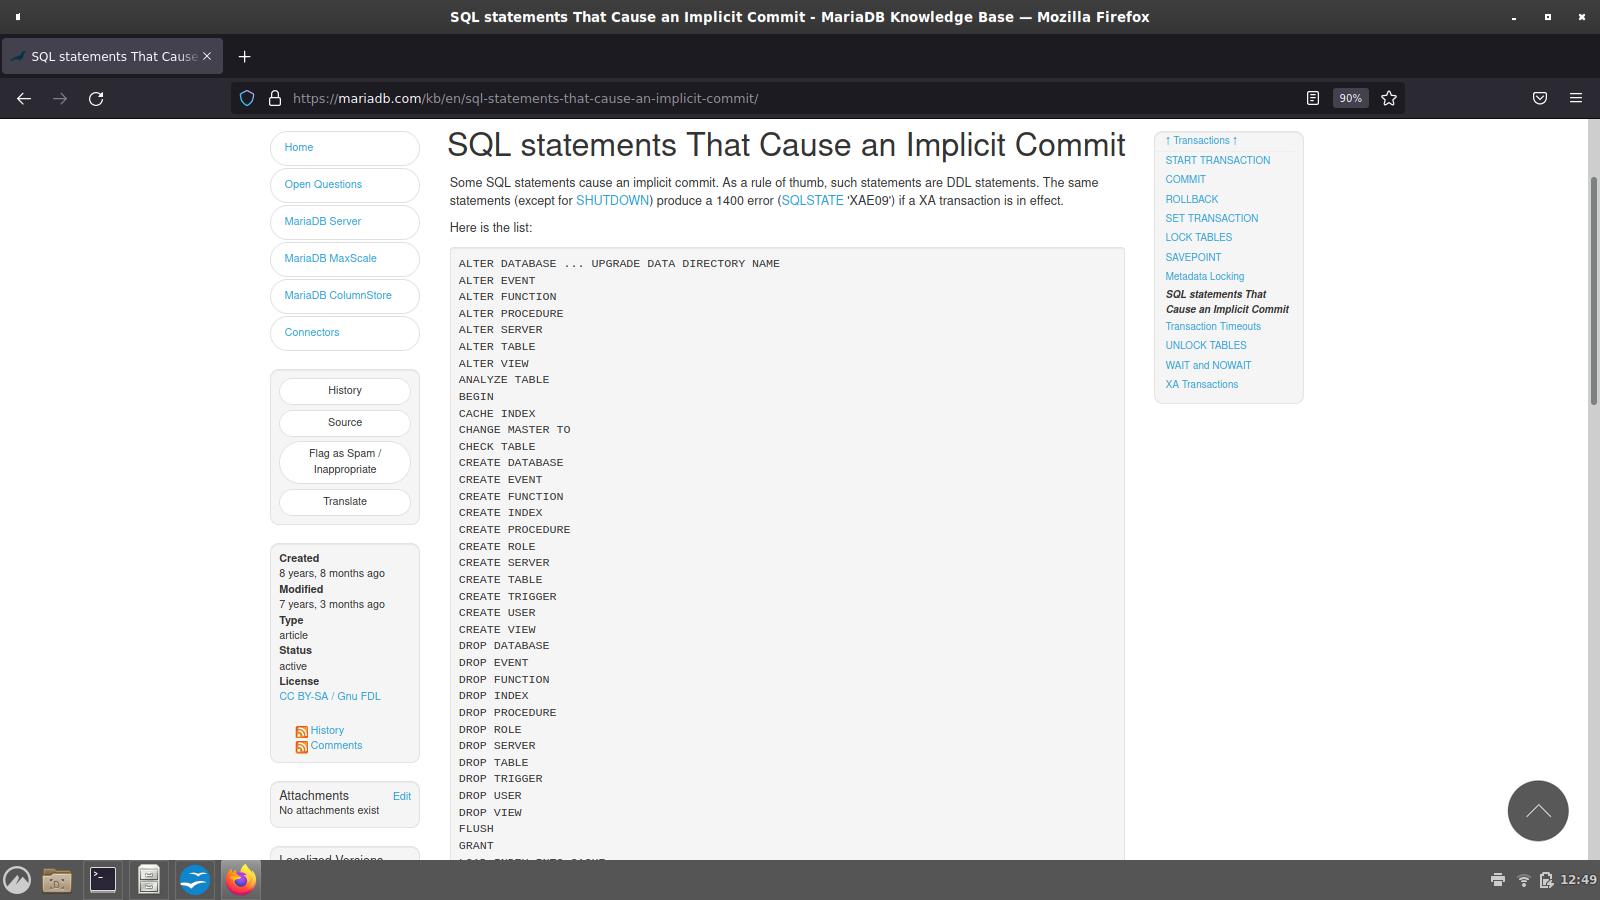 SQL statements That Cause an Implicit Commit - MariaDB Knowledge Base — Mozilla Firefox
SQL statements That Cause
https://mariadb.com/kb/en/sql-statements-that-cause-an-implicit-commit/
90%
Home
Open Questions
MariaDB Server
MariaDB MaxScale
MariaDB ColumnStore
Connectors
History
Source
Flag as Spam /
Inappropriate
Translate
Created
8 years, 8 months ago
Modified
7 years, 3 months ago
Type
article
Status
active
License
CC BY-SA / Gnu FDL
History
Comments
Attachments Edit
No attachments exist
Localized Versions
SQL statements That Cause an Implicit Commit
Some SQL statements cause an implicit commit. As a rule of thumb, such statements are DDL statements. The same
statements (except for SHUTDOWN) produce a 1400 error (SQLSTATE 'XAE09') if a XA transaction is in effect.
Here is the list:
ALTER DATABASE ... UPGRADE DATA DIRECTORY NAME
ALTER EVENT
ALTER FUNCTION
ALTER PROCEDURE
ALTER SERVER
ALTER TABLE
ALTER VIEW
ANALYZE TABLE
BEGIN
CACHE INDEX
CHANGE MASTER TO
CHECK TABLE
CREATE DATABASE
CREATE EVENT
CREATE FUNCTION
CREATE INDEX
CREATE PROCEDURE
CREATE ROLE
CREATE SERVER
CREATE TABLE
CREATE TRIGGER
CREATE USER
CREATE VIEW
DROP DATABASE
DROP EVENT
DROP FUNCTION
DROP INDEX
DROP PROCEDURE
DROP ROLE
DROP SERVER
DROP TABLE
DROP TRIGGER
DROP USER
DROP VIEW
FLUSH
GRANT
LOAD INDEX INTO CACHE
↑ Transactions ↑
START TRANSACTION
COMMIT
ROLLBACK
SET TRANSACTION
LOCK TABLES
SAVEPOINT
Metadata Locking
SQL statements That
Cause an Implicit Commit
Transaction Timeouts
UNLOCK TABLES
WAIT and NOWAIT
XA Transactions
12:49